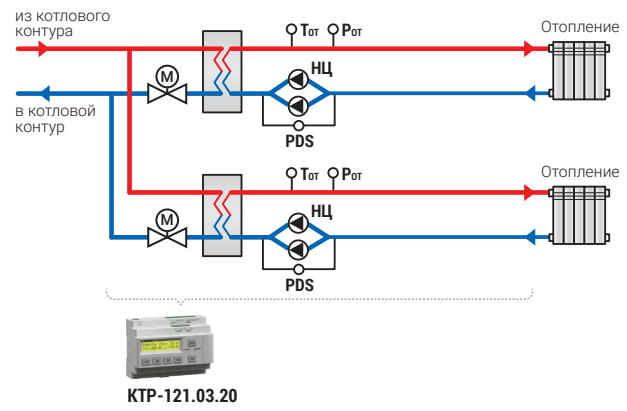 из котлового
контура
Tот
Pот
Отопление
M
НЦ
в котловой
контур
PDS
Tот
Pот
Отопление
M
НЦ
PDS
КТР-121.03.20